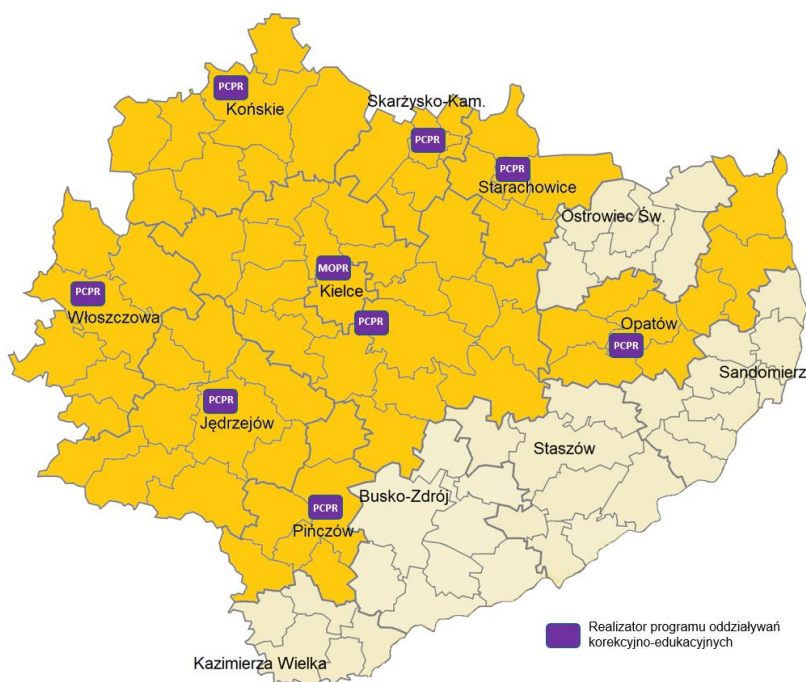 PCPR
Końskie
Skarżysko-Kam.
PCPR
PCPR
Starachowice
Ostrowiec Św.
MOPR
Kielce
PCPR
PCPR
Włoszczowa
Opatów
PCPR
Sandomierz
PCPR
Jędrzejów
Staszów
Busko-Zdrój
PCPR
Pińczów
Realizator programu oddziaływań
korekcyjno-edukacyjnych
Kazimierza Wielka